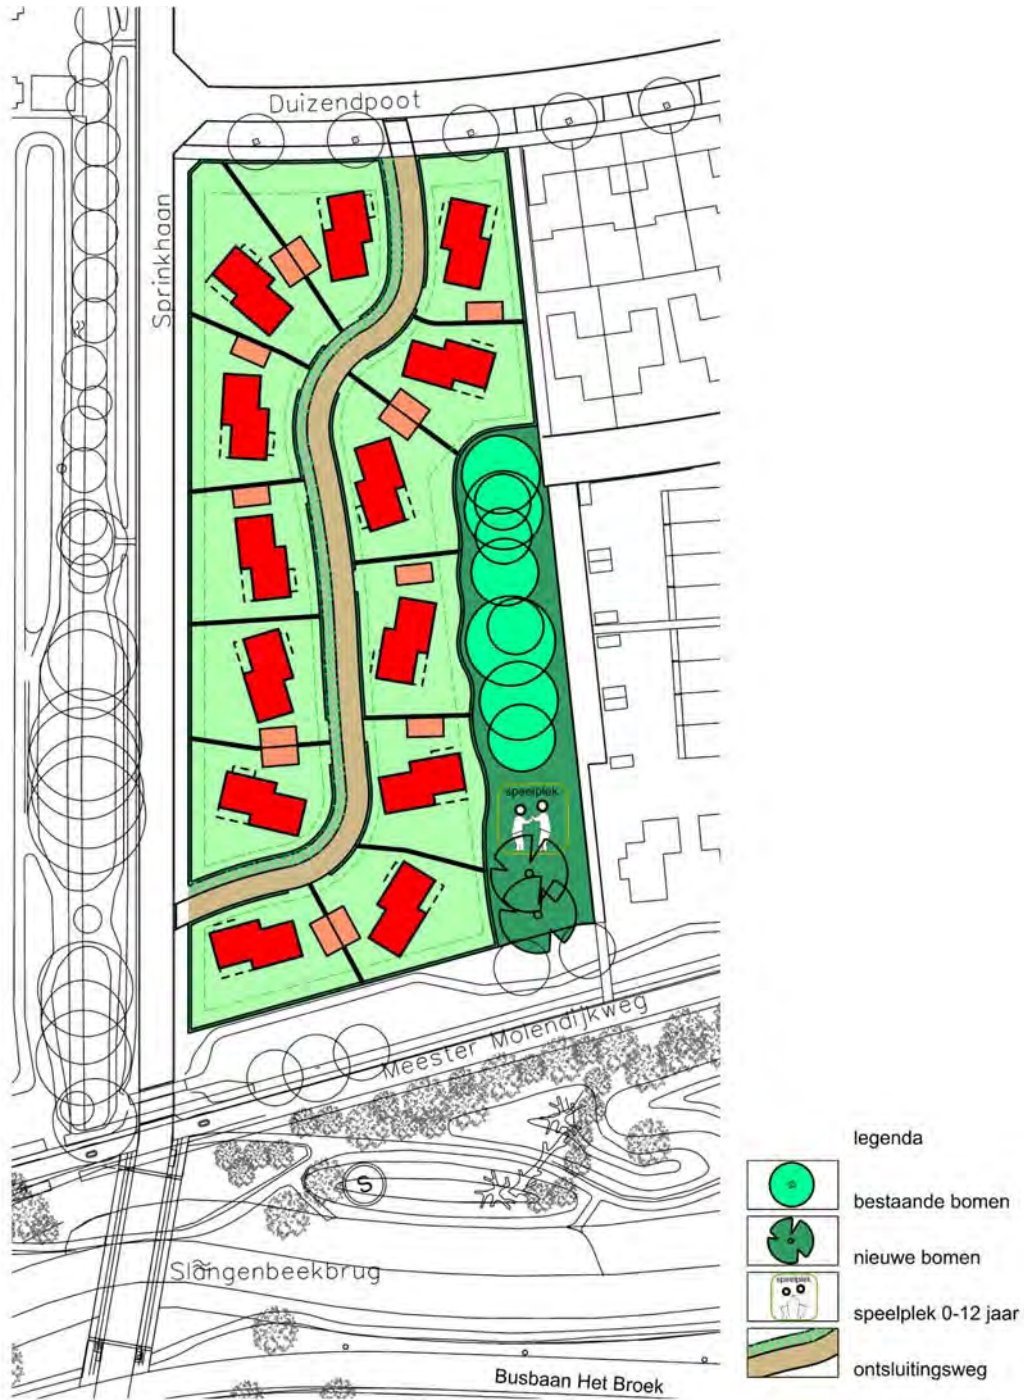 Duizendpoot
Sprinkhaan
speelplek
Meester Molendijkweg
S
Slangenbeekbrug
Busbaan Het Broek
legenda
bestaande bomen
nieuwe bomen
speelplek
speelplek 0-12 jaar
ontsluitingsweg